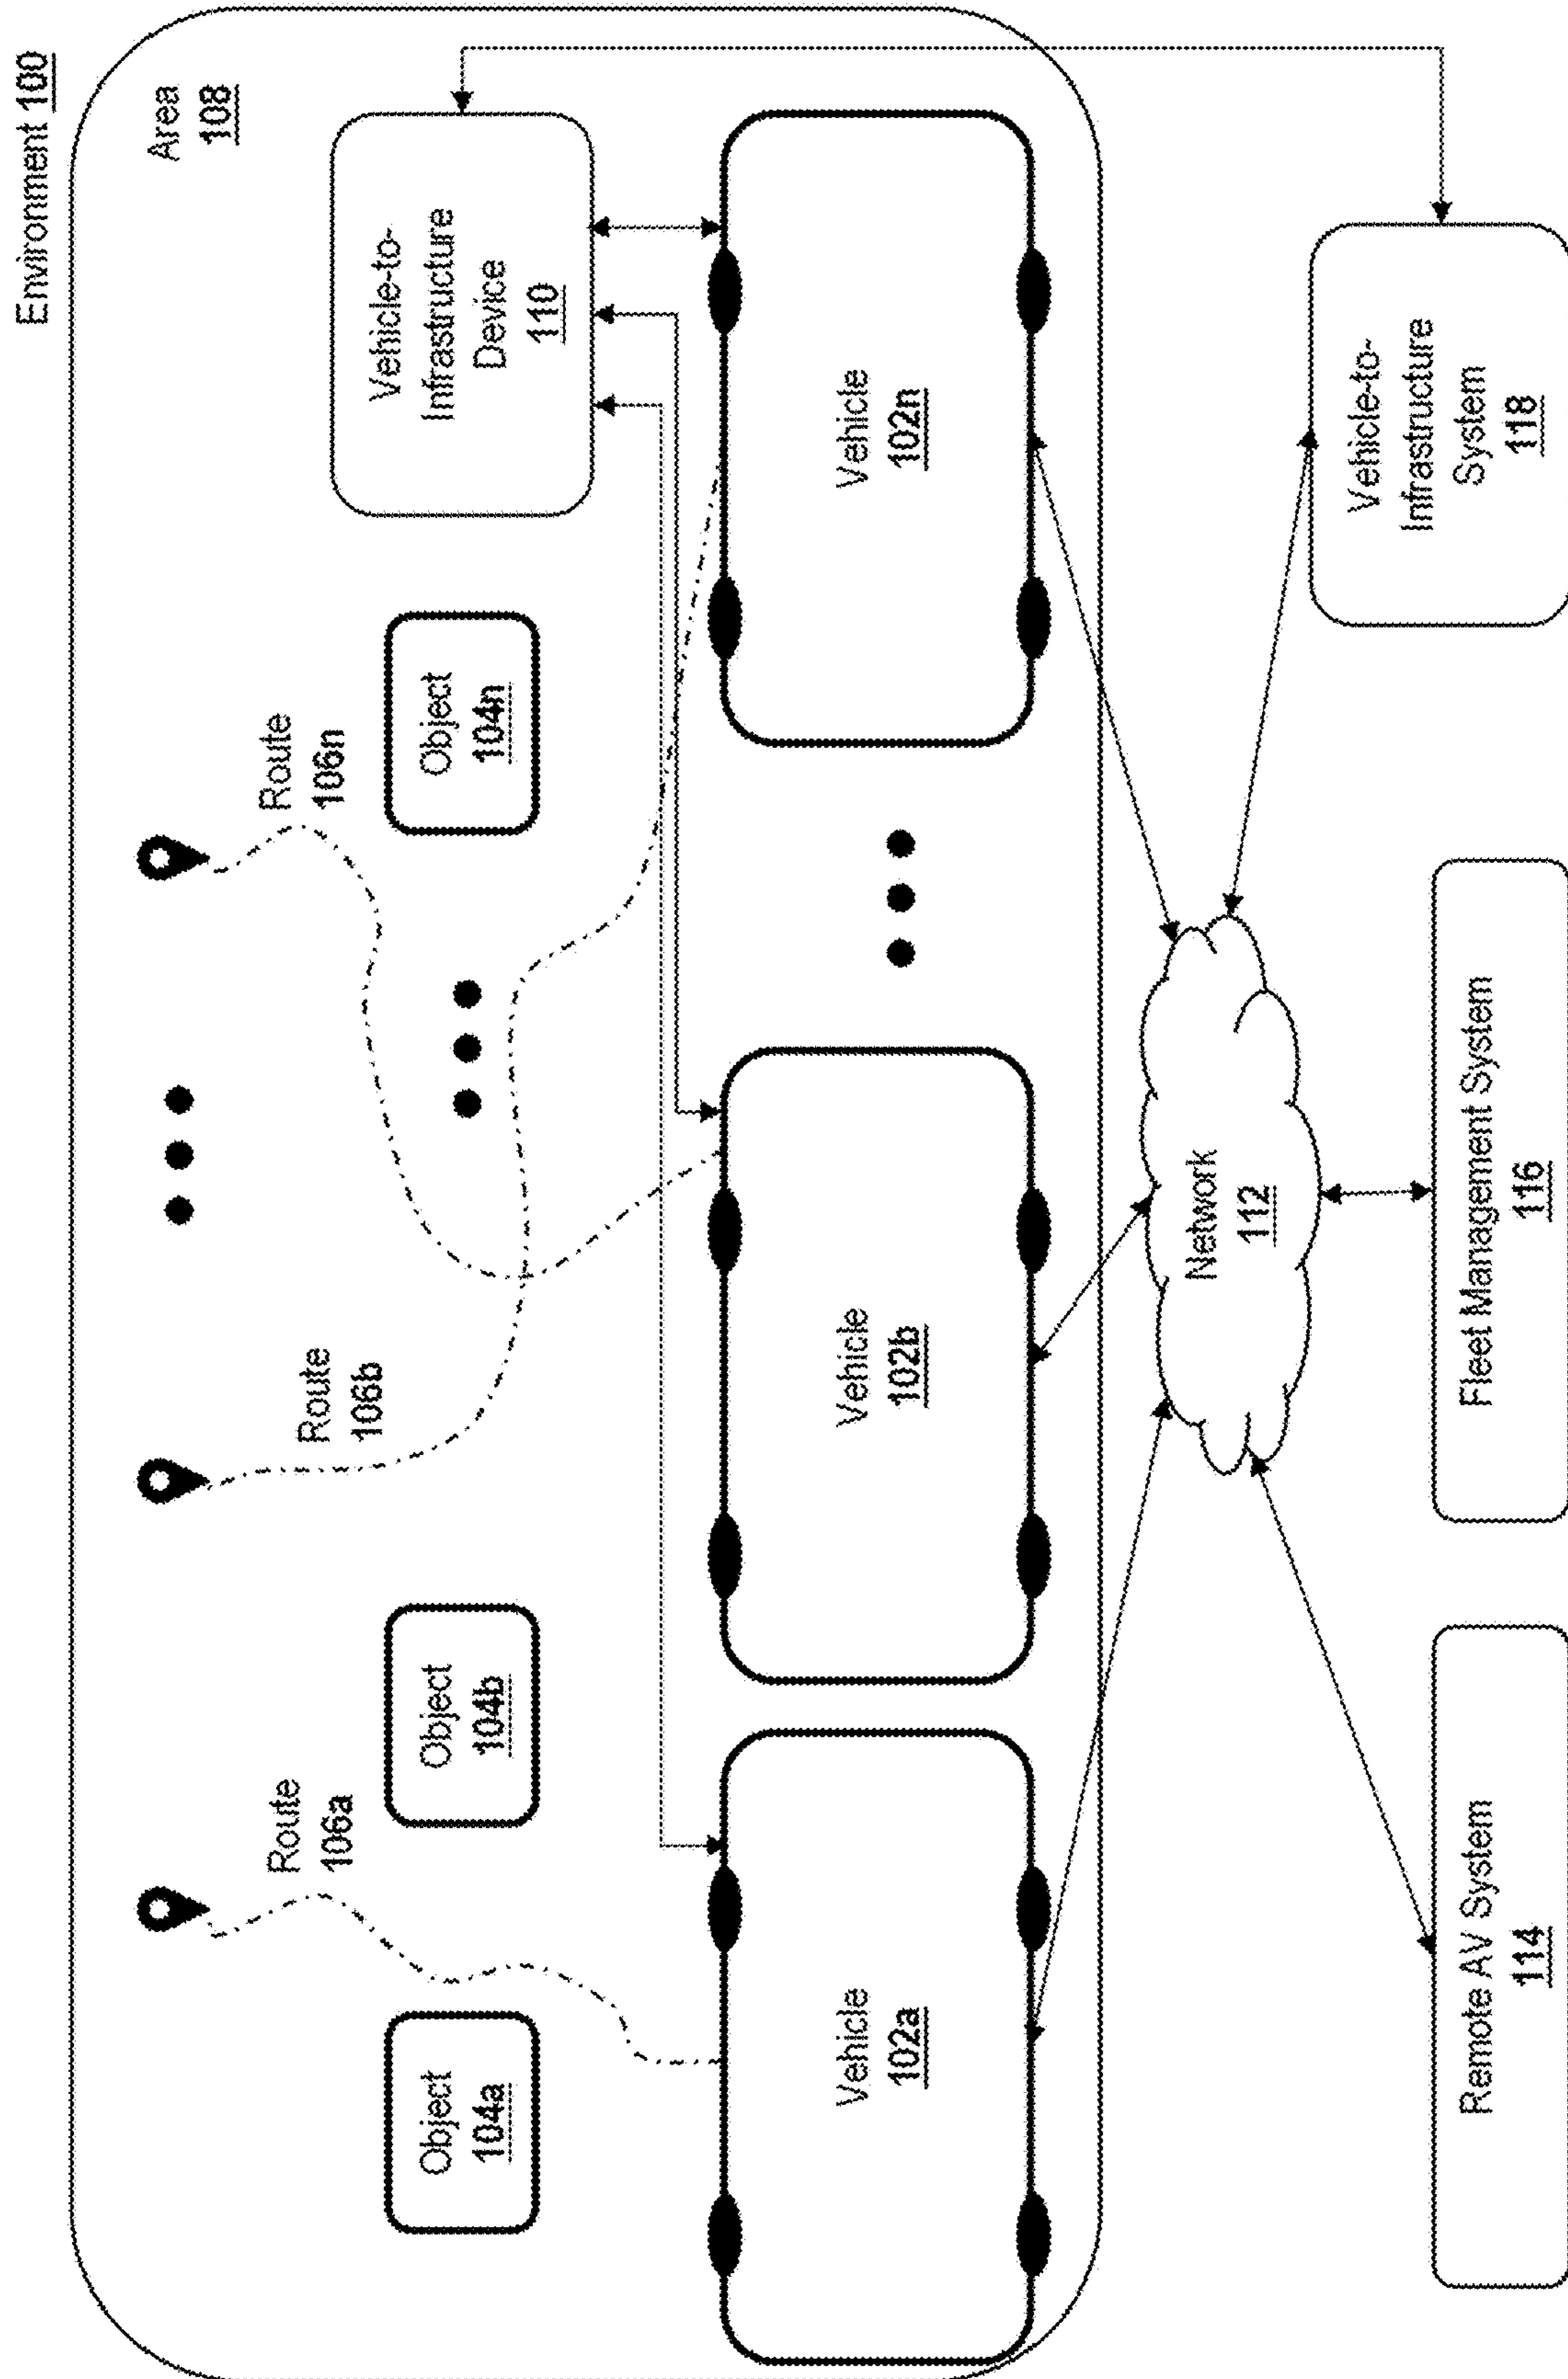 Environment 100
Area
108
Route
106a
Route
106b
Route
106n
Object
104a
Object
104b
Object
104n
Vehicle-to-
Infrastructure
Device
110
Vehicle
102a
Vehicle
102b
Vehicle
102n
Network
112
Remote AV System
114
Fleet Management System
116
Vehicle-to-
Infrastructure
System
118